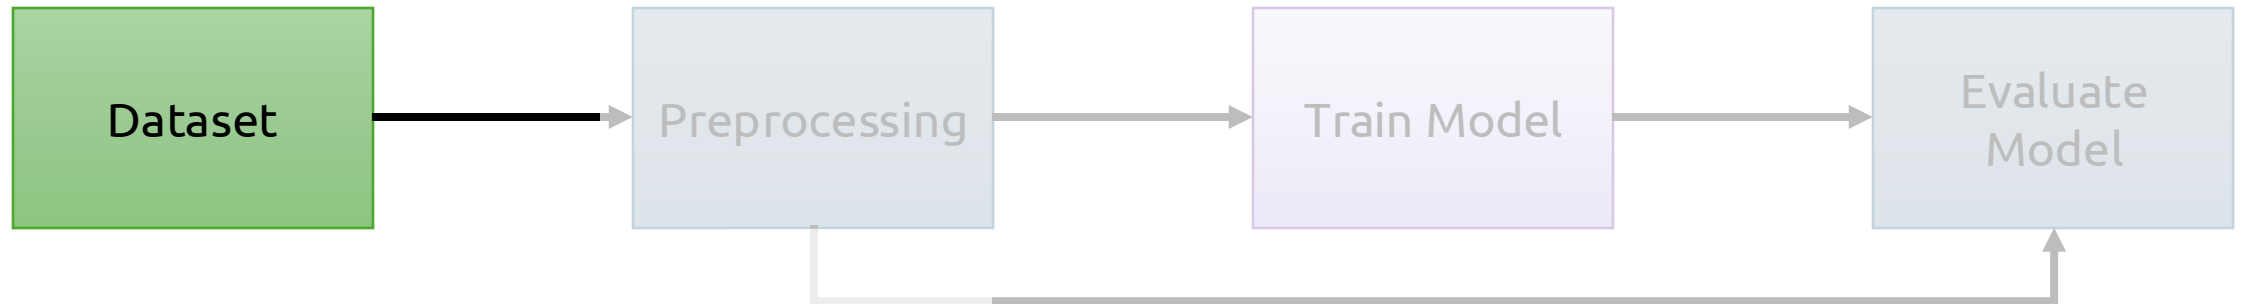 Dataset
Preprocessing
Train Model
Evaluate
Model